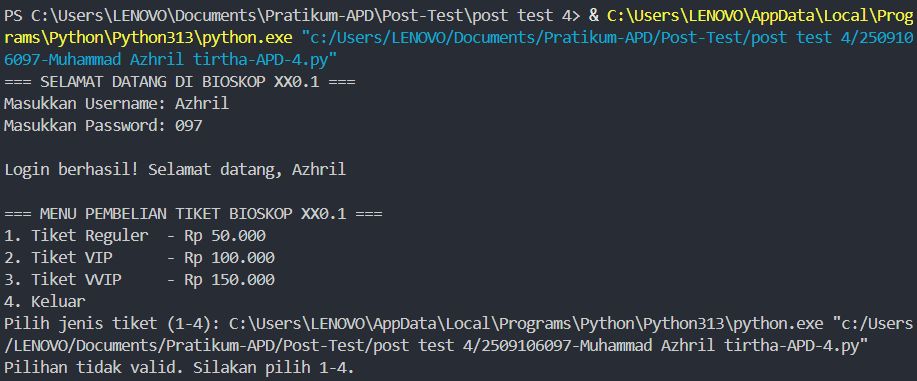 PS C:\Users\LENOVO\Documents\Pratikum-APD\Post-Test\post test 4> & C:\Users\LENOVO\AppData\Local\Prog
rams\Python\Python313\python.exe "c:/Users/LENOVO/Documents/Pratikum-APD/Post-Test/post test 4/250910
6097-Muhammad Azhril tirtha-APD-4.py"
=== SELAMAT DATANG DI BIOSKOP XX0.1 ===
Masukkan Username: Azhril
Masukkan Password: 097

Login berhasil! Selamat datang, Azhril

=== MENU PEMBELIAN TIKET BIOSKOP XX0.1 ===
1. Tiket Reguler  - Rp 50.000
2. Tiket VIP      - Rp 100.000
3. Tiket VVIP     - Rp 150.000
4. Keluar
Pilih jenis tiket (1-4): C:\Users\LENOVO\AppData\Local\Programs\Python\Python313\python.exe "c:/Users
/LENOVO/Documents/Pratikum-APD/Post-Test/post test 4/2509106097-Muhammad Azhril tirtha-APD-4.py"
Pilihan tidak valid. Silakan pilih 1-4.